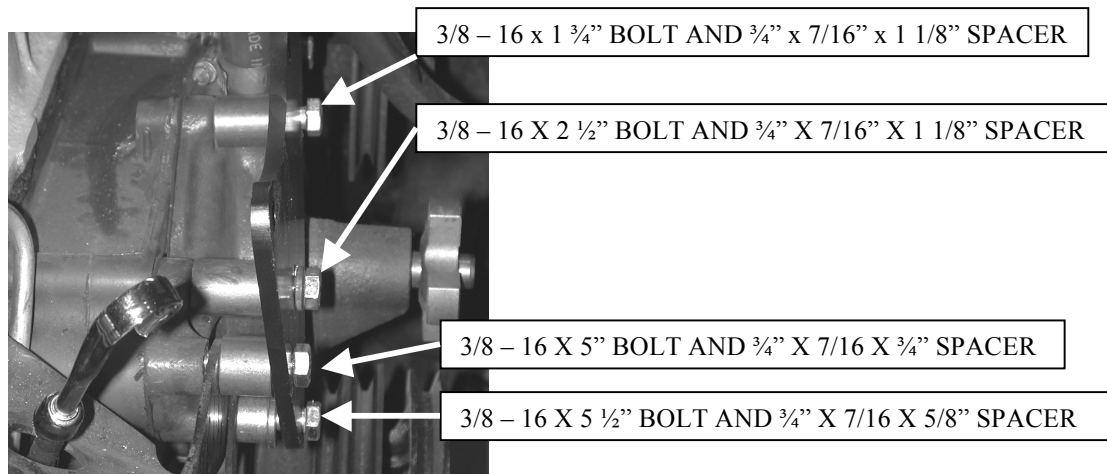 3/8 – 16 x 1 ¾” BOLT AND ¾” x 7/16” x 1 1/8” SPACER
3/8 – 16 X 2 ½” BOLT AND ¾” X 7/16” X 1 1/8” SPACER
3/8 – 16 X 5” BOLT AND ¾” X 7/16 X ¾” SPACER
3/8 – 16 X 5 ½” BOLT AND ¾” X 7/16 X 5/8” SPACER